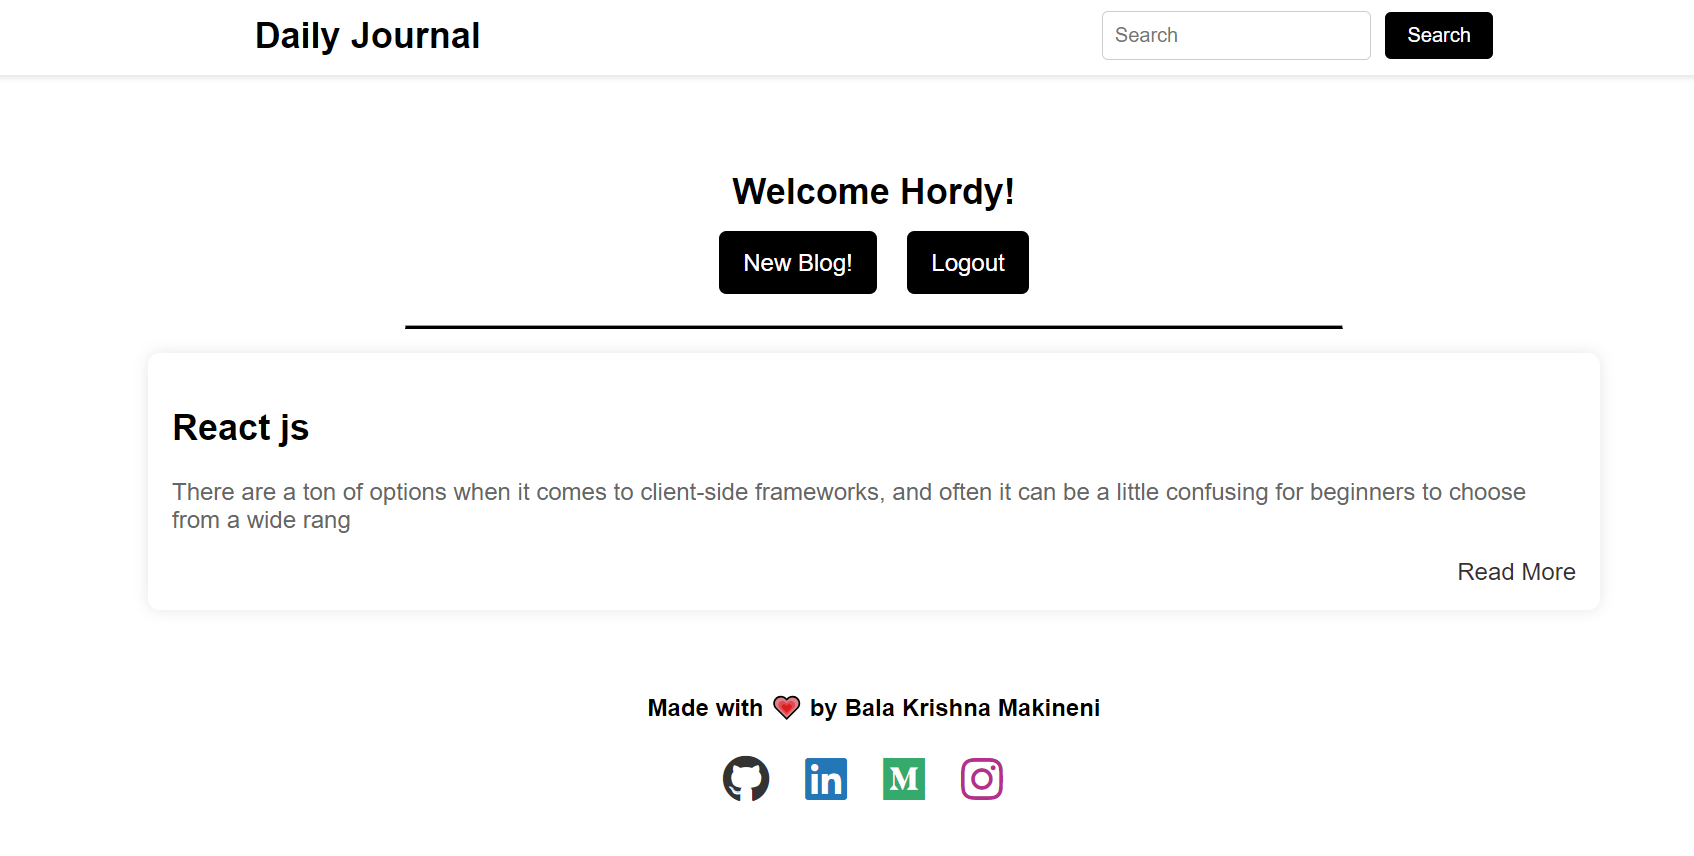 Daily Journal
Search
Search
Welcome Hordy!
New Blog!
Logout
React js
There are a ton of options when it comes to client-side frameworks, and often it can be a little confusing for beginners to choose
from a wide rang
Read More
Made with ❤ by Bala Krishna Makineni
in
M